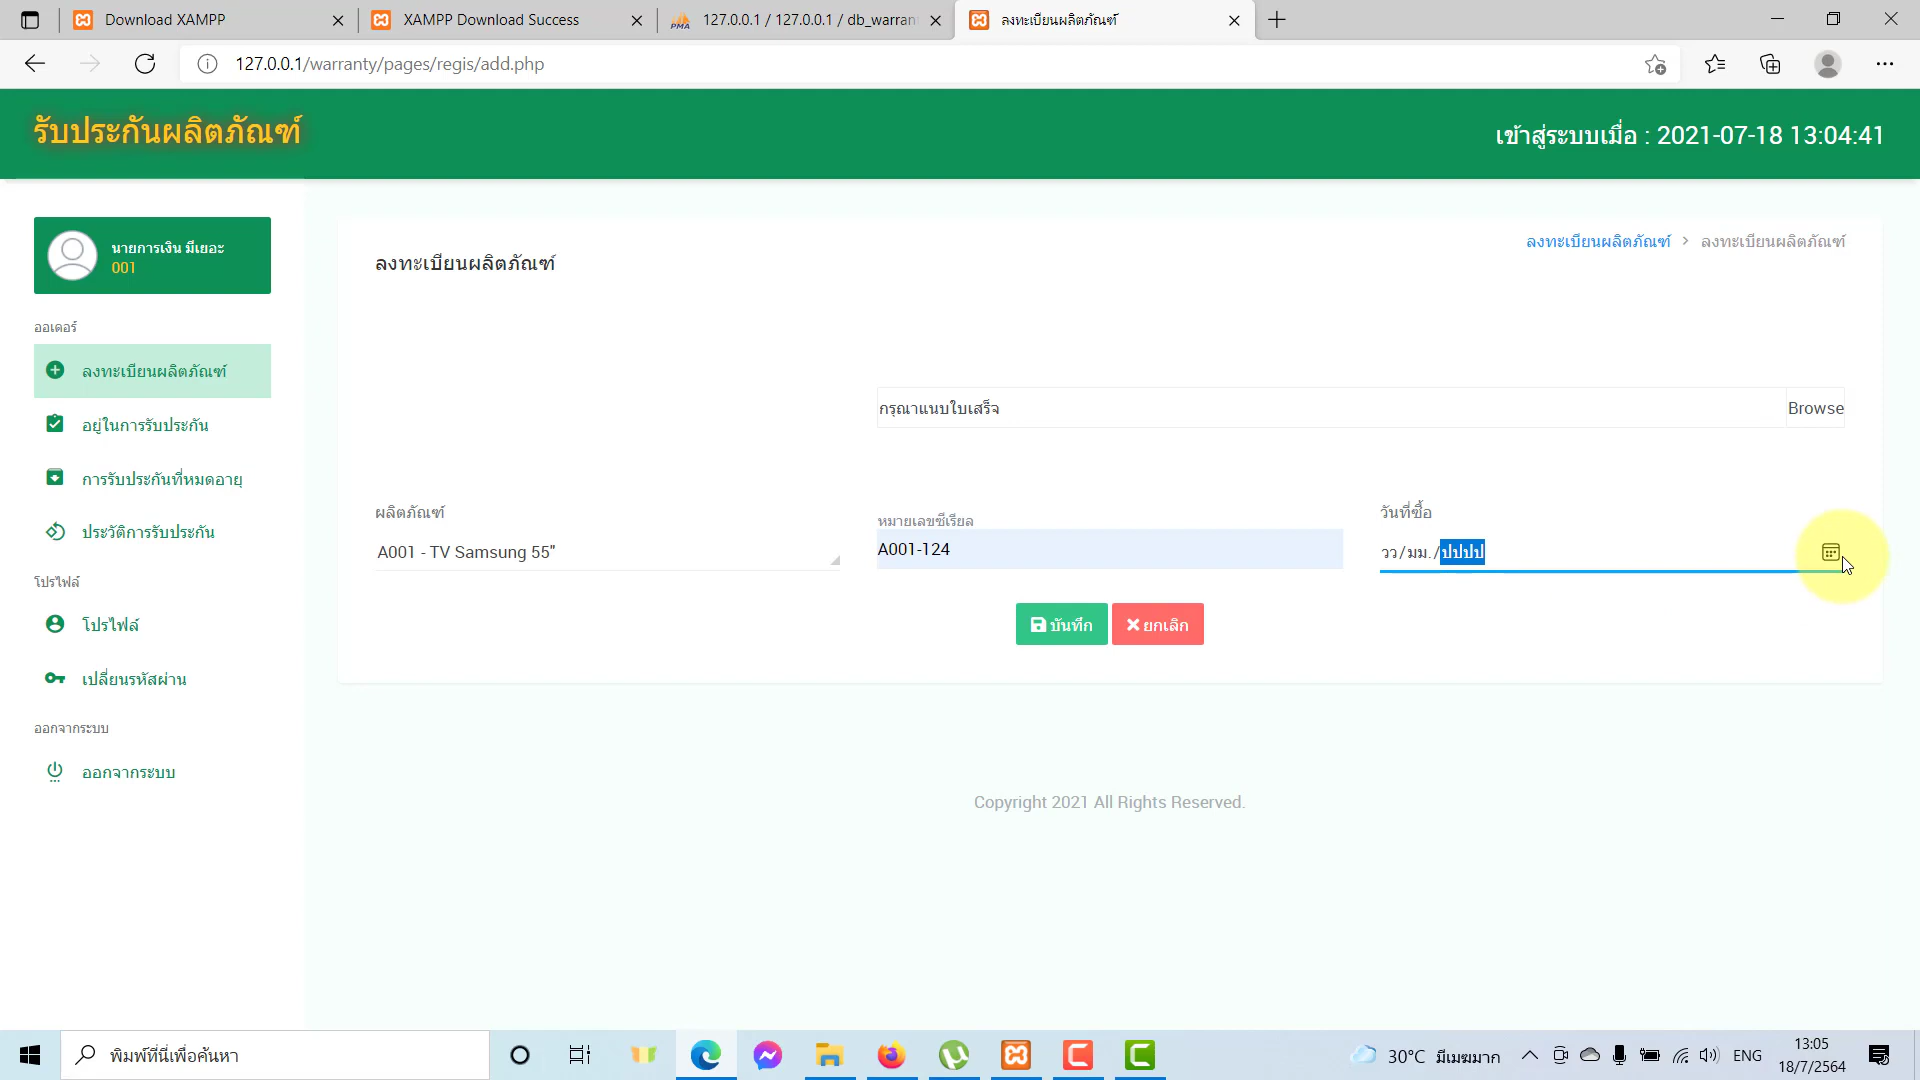 Download XAMPP
XAMPP Download Success
127.0.0.1 / 127.0.0.1 / db_warran
ลงทะเบียนผลิตภัณฑ์
127.0.0.1/warranty/pages/regis/add.php
รับประกันผลิตภัณฑ์
เข้าสู่ระบบเมื่อ : 2021-07-18 13:04:41
นายการเงิน มีเยอะ
001
ออเดอร์
ลงทะเบียนผลิตภัณฑ์
อยู่ในการรับประกัน
การรับประกันที่หมดอายุ
ประวัติการรับประกัน
โปรไฟล์
โปรไฟล์
เปลี่ยนรหัสผ่าน
ออกจากระบบ
ออกจากระบบ
ลงทะเบียนผลิตภัณฑ์
ลงทะเบียนผลิตภัณฑ์ > ลงทะเบียนผลิตภัณฑ์
กรุณาแนบใบเสร็จ
Browse
ผลิตภัณฑ์
A001 - TV Samsung 55"
หมายเลขซีเรียล
A001-124
วันที่ซื้อ
วว/มม./ปปปป
บันทึก
ยกเลิก
Copyright 2021 All Rights Reserved.
พิมพ์ที่นี่เพื่อค้นหา
30°C มีเมฆมาก
ENG
13:05
18/7/2564